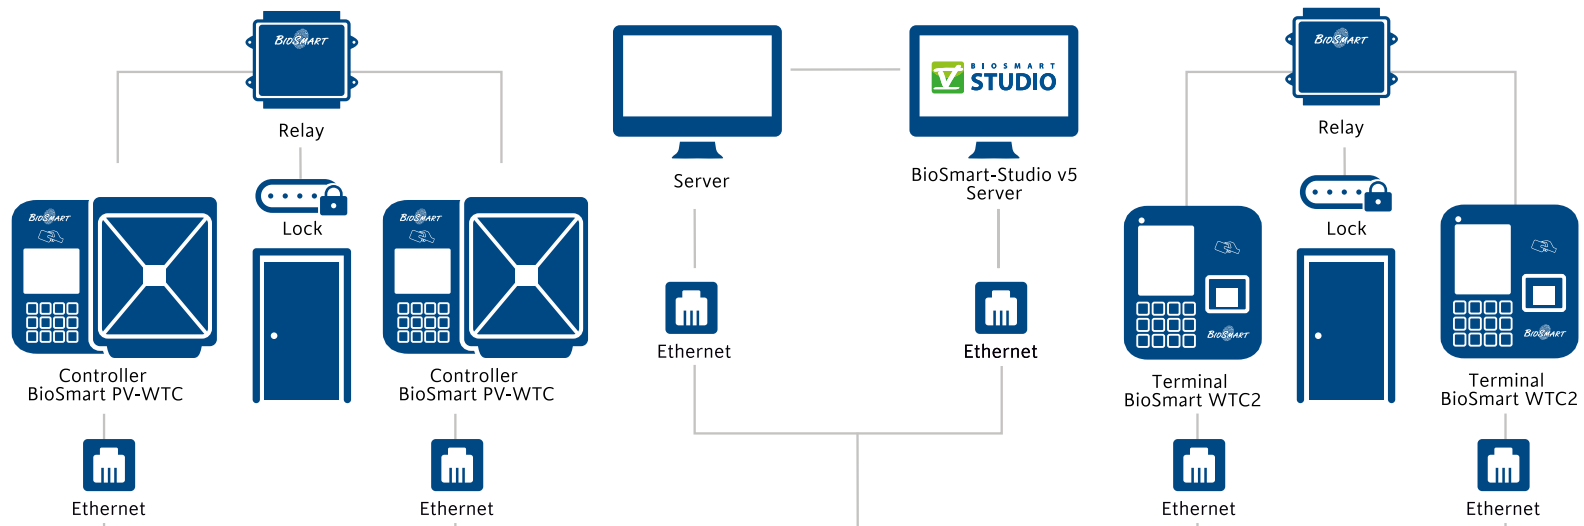 BIOSMART
Relay
Lock
BIOSMART
Controller
BioSmart PV-WTC
Ethernet
BIOSMART
Controller
BioSmart PV-WTC
Ethernet
Server
Ethernet
V
BIOSMART
STUDIO
BioSmart-Studio v5
Server
Ethernet
BIOSMART
Relay
Lock
BIOSMART
Terminal
BioSmart WTC2
Ethernet
BIOSMART
Terminal
BioSmart WTC2
Ethernet